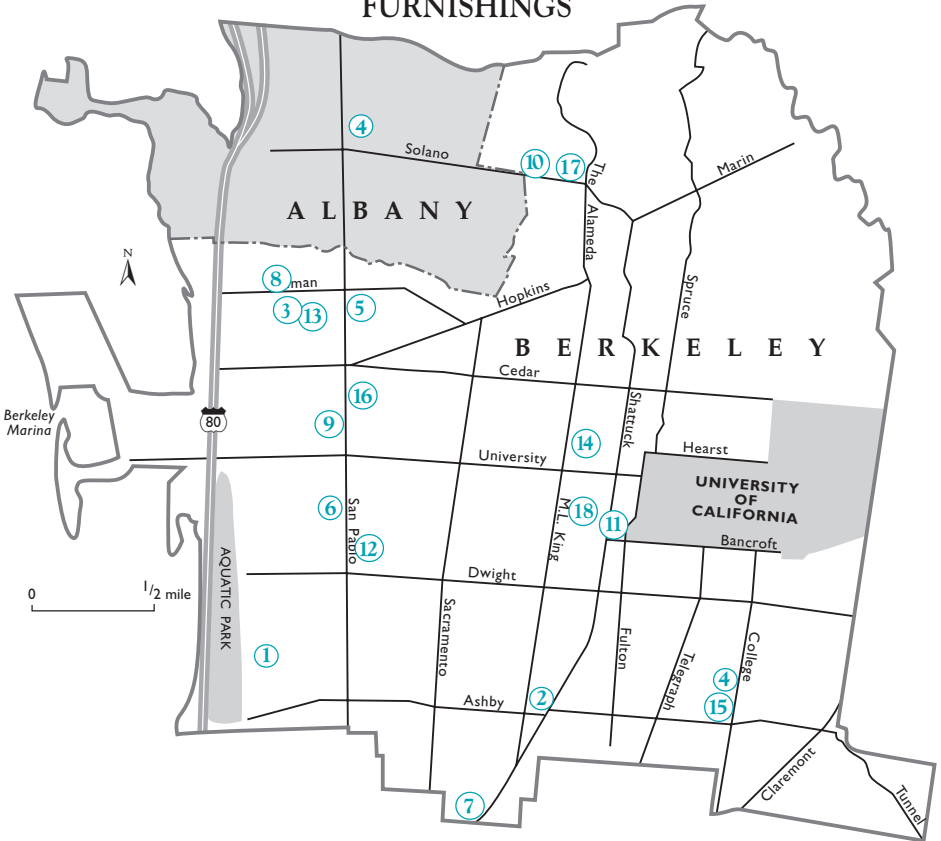 FURNISHINGS
4
Solano
10
17
The
Alameda
Marin
ALBANY
N
8
man
3
13
5
Hopkins
Spruce
BERKELEY
Cedar
16
Shattuck
Berkeley
Marina
80
9
14
University
Hearst
UNIVERSITY
OF
CALIFORNIA
6
San Pablo
M.L. King
18
11
12
Bancroft
AQUATIC PARK
0
1/2 mile
Dwight
Sacramento
Fulton
Telegraph
College
1
4
2
15
Ashby
Claremont
Tunnel
7